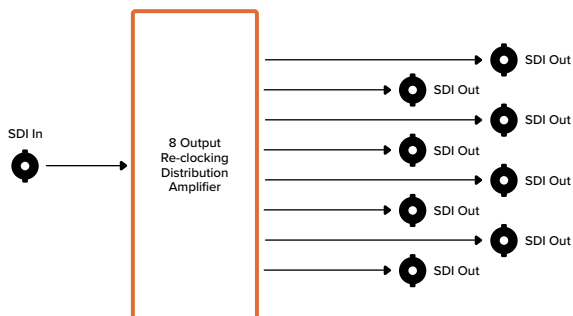 SDI In
8 Output
Re-clocking
Distribution
Amplifier
SDI Out
SDI Out
SDI Out
SDI Out
SDI Out
SDI Out
SDI Out
SDI Out